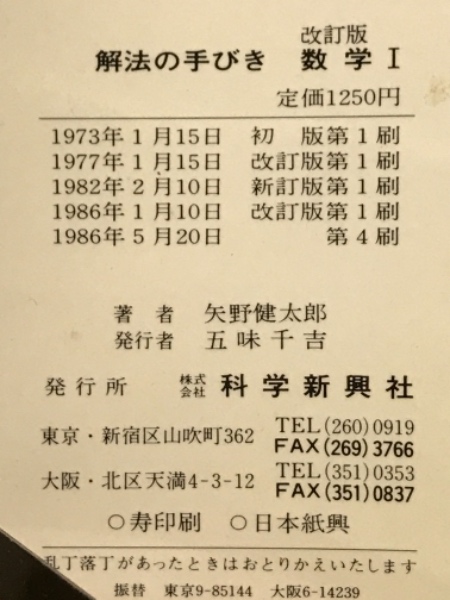 改訂版
解法の手びき 数学Ⅰ
定価1250円
1973年1月15日 初版第1刷
1977年1月15日 改訂版第1刷
1982年2月10日 新訂版第1刷
1986年1月10日 改訂版第1刷
1986年5月20日 第4刷
著者 矢野健太郎
発行者 五味千吉
発行所 株式会社 科学新興社
東京・新宿区山吹町362 TEL(260)0919
FAX(269)3766
大阪・北区天満4-3-12 TEL(351)0353
FAX(351)0837
○寿印刷 ○日本紙興
乱丁落丁があったときはおとりかえいたします
振替 東京9-85144 大阪6-14239